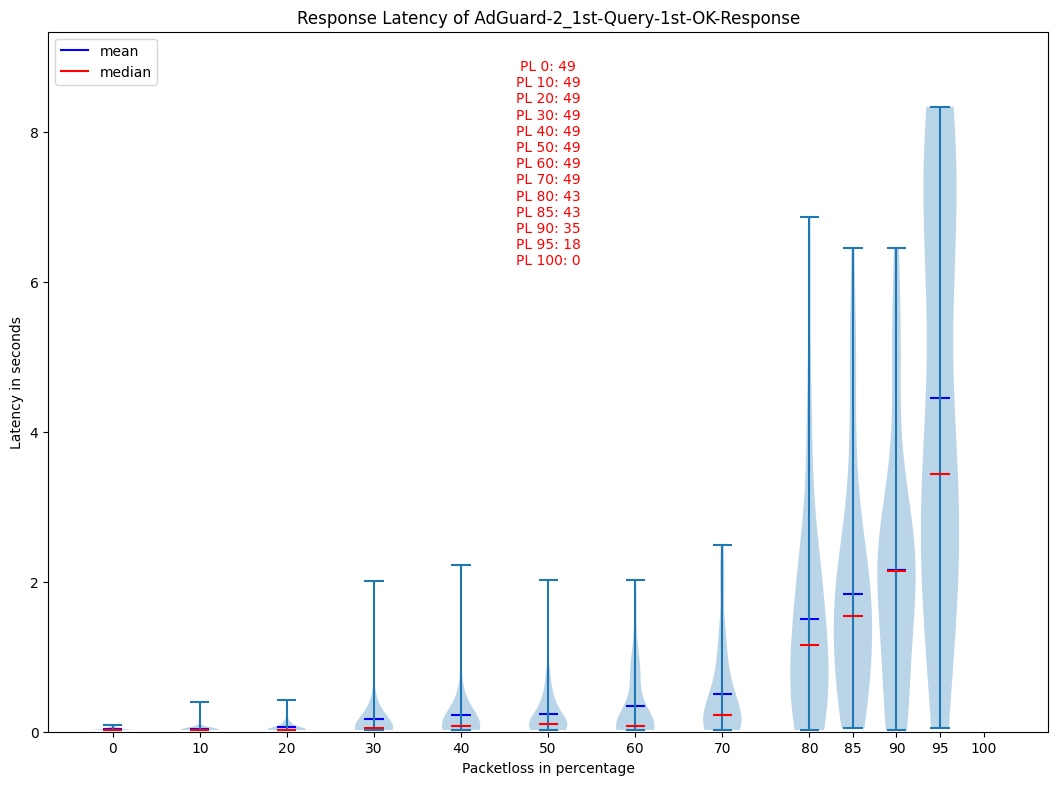 Response Latency of AdGuard-2_1st-Query-1st-OK-Response
mean
median
PL 0: 49
PL 10: 49
PL 20: 49
PL 30: 49
PL 40: 49
PL 50: 49
PL 60: 49
PL 70: 49
PL 80: 43
PL 85: 43
PL 90: 35
PL 95: 18
PL 100: 0
Latency in seconds
8
6
4
2
0
0 10 20 30 40 50 60 70 80 85 90 95 100
Packetloss in percentage